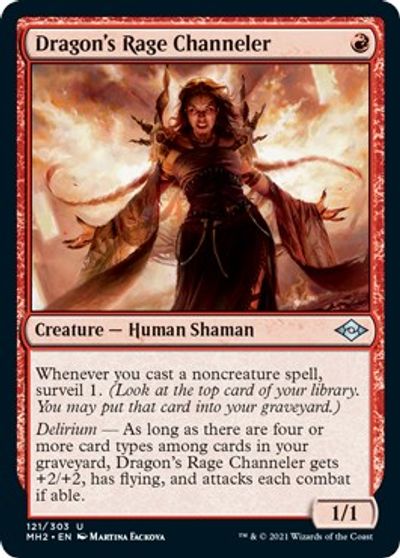 Dragon's Rage Channeler
Creature — Human Shaman
Whenever you cast a noncreature spell,
surveil 1. (Look at the top card of your library.
You may put that card into your graveyard.)
Delirium — As long as there are four or
more card types among cards in your
graveyard, Dragon's Rage Channeler gets
+2/+2, has flying, and attacks each combat
if able.
1/1
121/303 U
MH2 • EN Martina Fackova
™ & © 2021 Wizards of the Coast